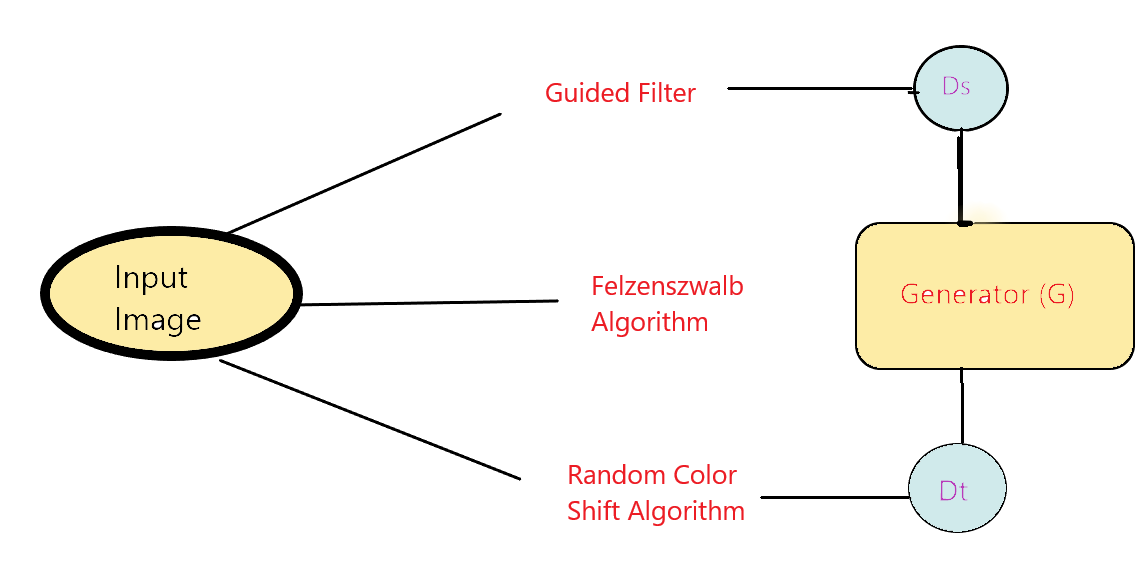 Guided Filter
Ds
Input
Image
Felzenszwalb
Algorithm
Generator (G)
Random Color
Shift Algorithm
Dt